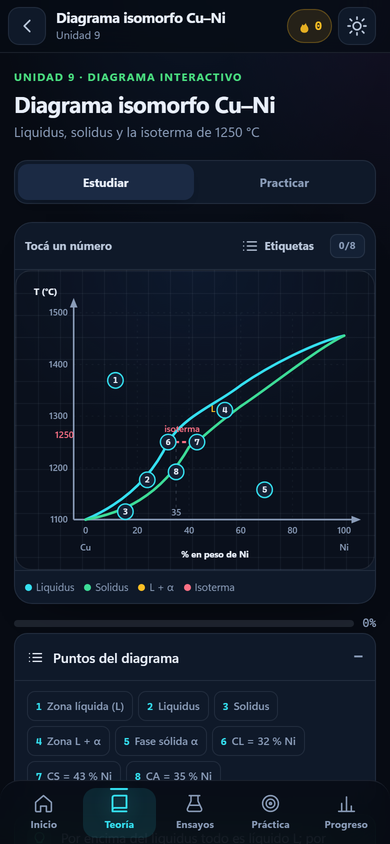 Diagrama isomorfo Cu–Ni
Unidad 9
0
UNIDAD 9 · DIAGRAMA INTERACTIVO
Diagrama isomorfo Cu–Ni
Liquidus, solidus y la isoterma de 1250 °C
Estudiar
Practicar
Tocá un número
Etiquetas
0/8
T (°C)
1500
1400
1300
1250
1200
1100
1
isoterma
L
4
6
7
2
8
5
3
35
0
20
40
60
80
100
Cu
Ni
% en peso de Ni
Liquidus
Solidus
L + α
Isoterma
0%
Puntos del diagrama
1 Zona líquida (L)
2 Liquidus
3 Solidus
4 Zona L + α
5 Fase sólida α
6 CL = 32 % Ni
7 CS = 43 % Ni
8 CA = 35 % Ni
Inicio
Teoría
Ensayos
Práctica
Progreso